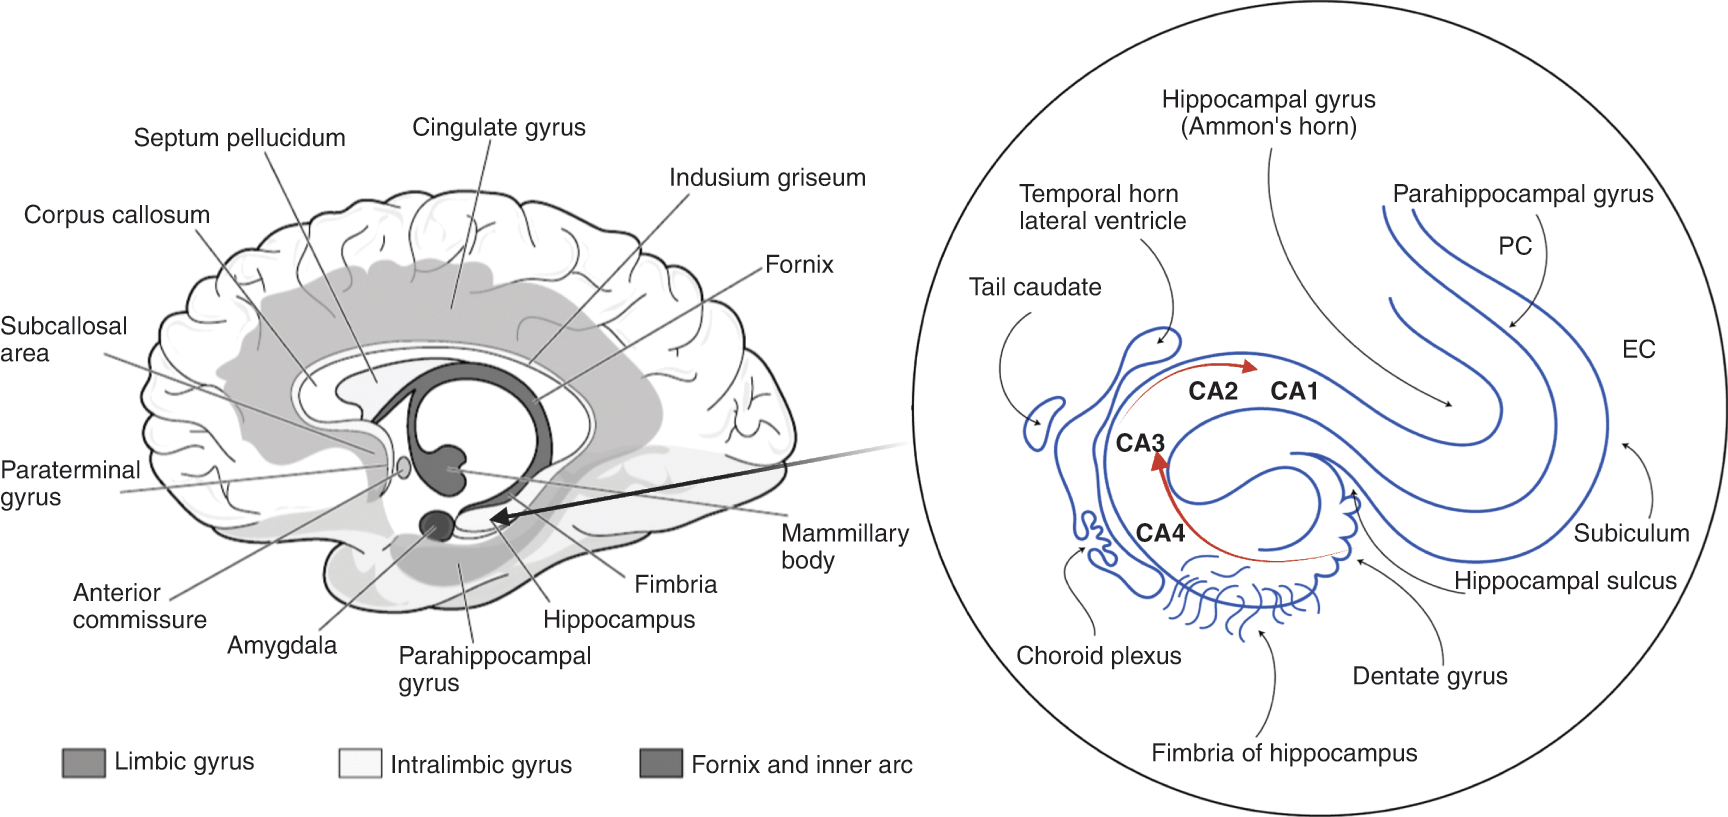 Septum pellucidum
Cingulate gyrus
Indusium griseum
Corpus callosum
Fornix
Subcallosal
area
Paraterminal
gyrus
Mammillary
body
Anterior
commissure
Fimbria
Hippocampus
Amygdala
Parahippocampal
gyrus
Limbic gyrus
Intralimbic gyrus
Fornix and inner arc
Hippocampal gyrus
(Ammon's horn)
Temporal horn
lateral ventricle
Parahippocampal gyrus
PC
Tail caudate
EC
CA2
CA1
CA3
CA4
Subiculum
Hippocampal sulcus
Choroid plexus
Dentate gyrus
Fimbria of hippocampus